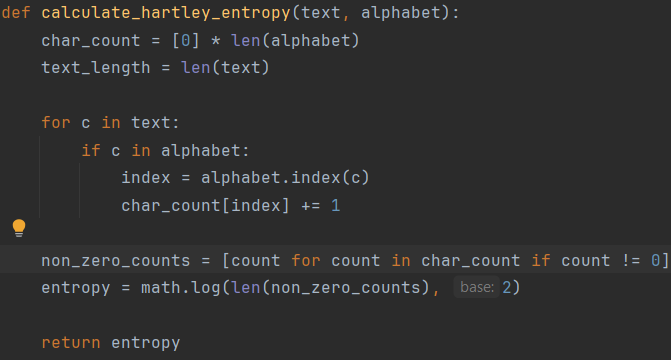 def calculate_hartley_entropy(text, alphabet):
    char_count = [0] * len(alphabet)
    text_length = len(text)
    for c in text:
        if c in alphabet:
            index = alphabet.index(c)
            char_count[index] += 1
    non_zero_counts = [count for count in char_count if count != 0]
    entropy = math.log(len(non_zero_counts), base: 2)
    return entropy